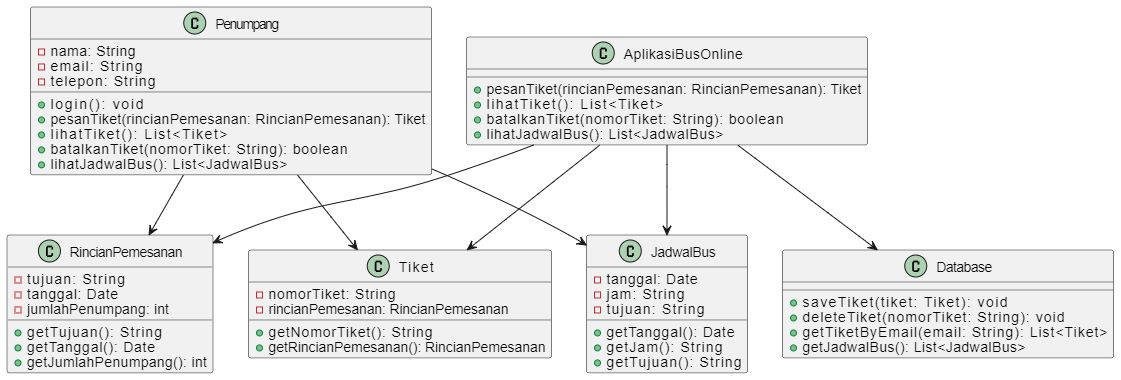 C Penumpang
nama: String
email: String
telepon: String
login(): void
pesanTiket(rincianPemesanan: RincianPemesanan): Tiket
lihatTiket(): List<Tiket>
batalkanTiket(nomorTiket: String): boolean
lihatJadwalBus(): List<JadwalBus>
C AplikasiBusOnline
pesanTiket(rincianPemesanan: RincianPemesanan): Tiket
lihatTiket(): List<Tiket>
batalkanTiket(nomorTiket: String): boolean
lihatJadwalBus(): List<JadwalBus>
C RincianPemesanan
tujuan: String
tanggal: Date
jumlahPenumpang: int
getTujuan(): String
getTanggal(): Date
getJumlahPenumpang(): int
C Tiket
nomorTiket: String
rincianPemesanan: RincianPemesanan
getNomorTiket(): String
getRincianPemesanan(): RincianPemesanan
C JadwalBus
tanggal: Date
jam: String
tujuan: String
getTanggal(): Date
getJam(): String
getTujuan(): String
C Database
saveTiket(tiket: Tiket): void
deleteTiket(nomorTiket: String): void
getTiketByEmail(email: String): List<Tiket>
getJadwalBus(): List<JadwalBus>